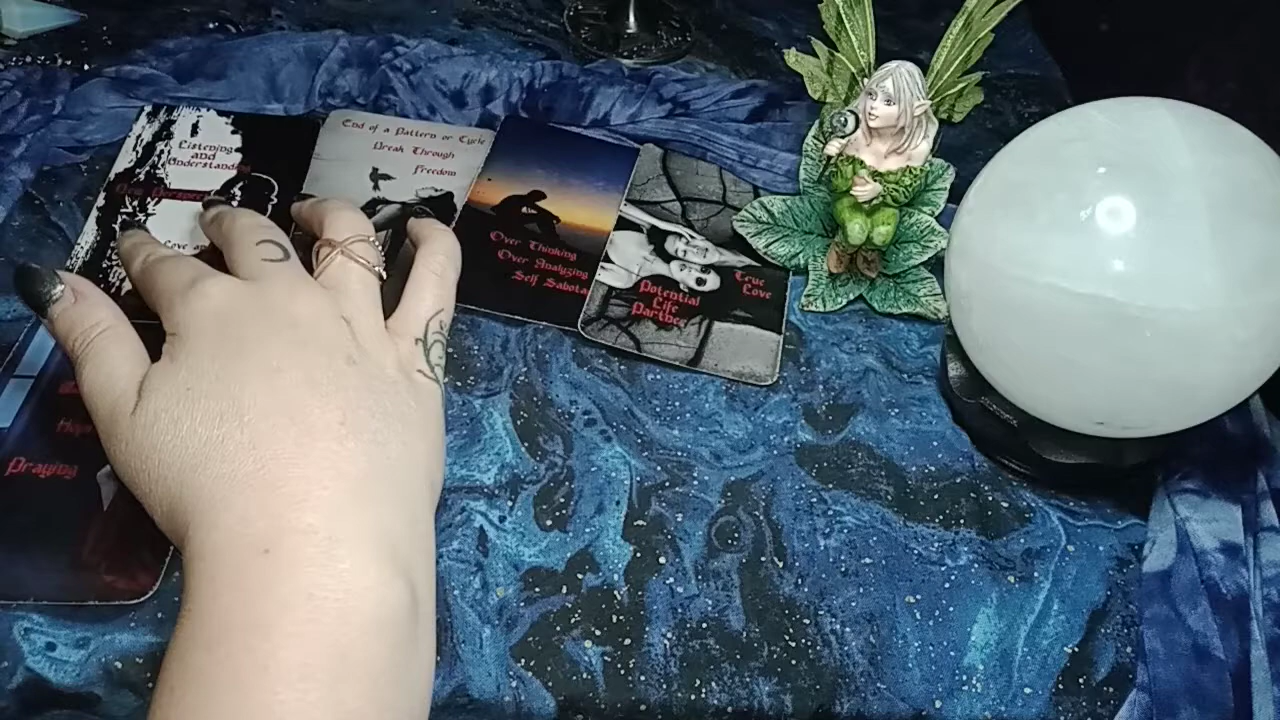 Listening
and
Understanding
Love
End of a Pattern or Cycle
Break Through
Freedom
Over Thinking
Over Analyzing
Self
True
Love
Potential
Life
Partner
Praying